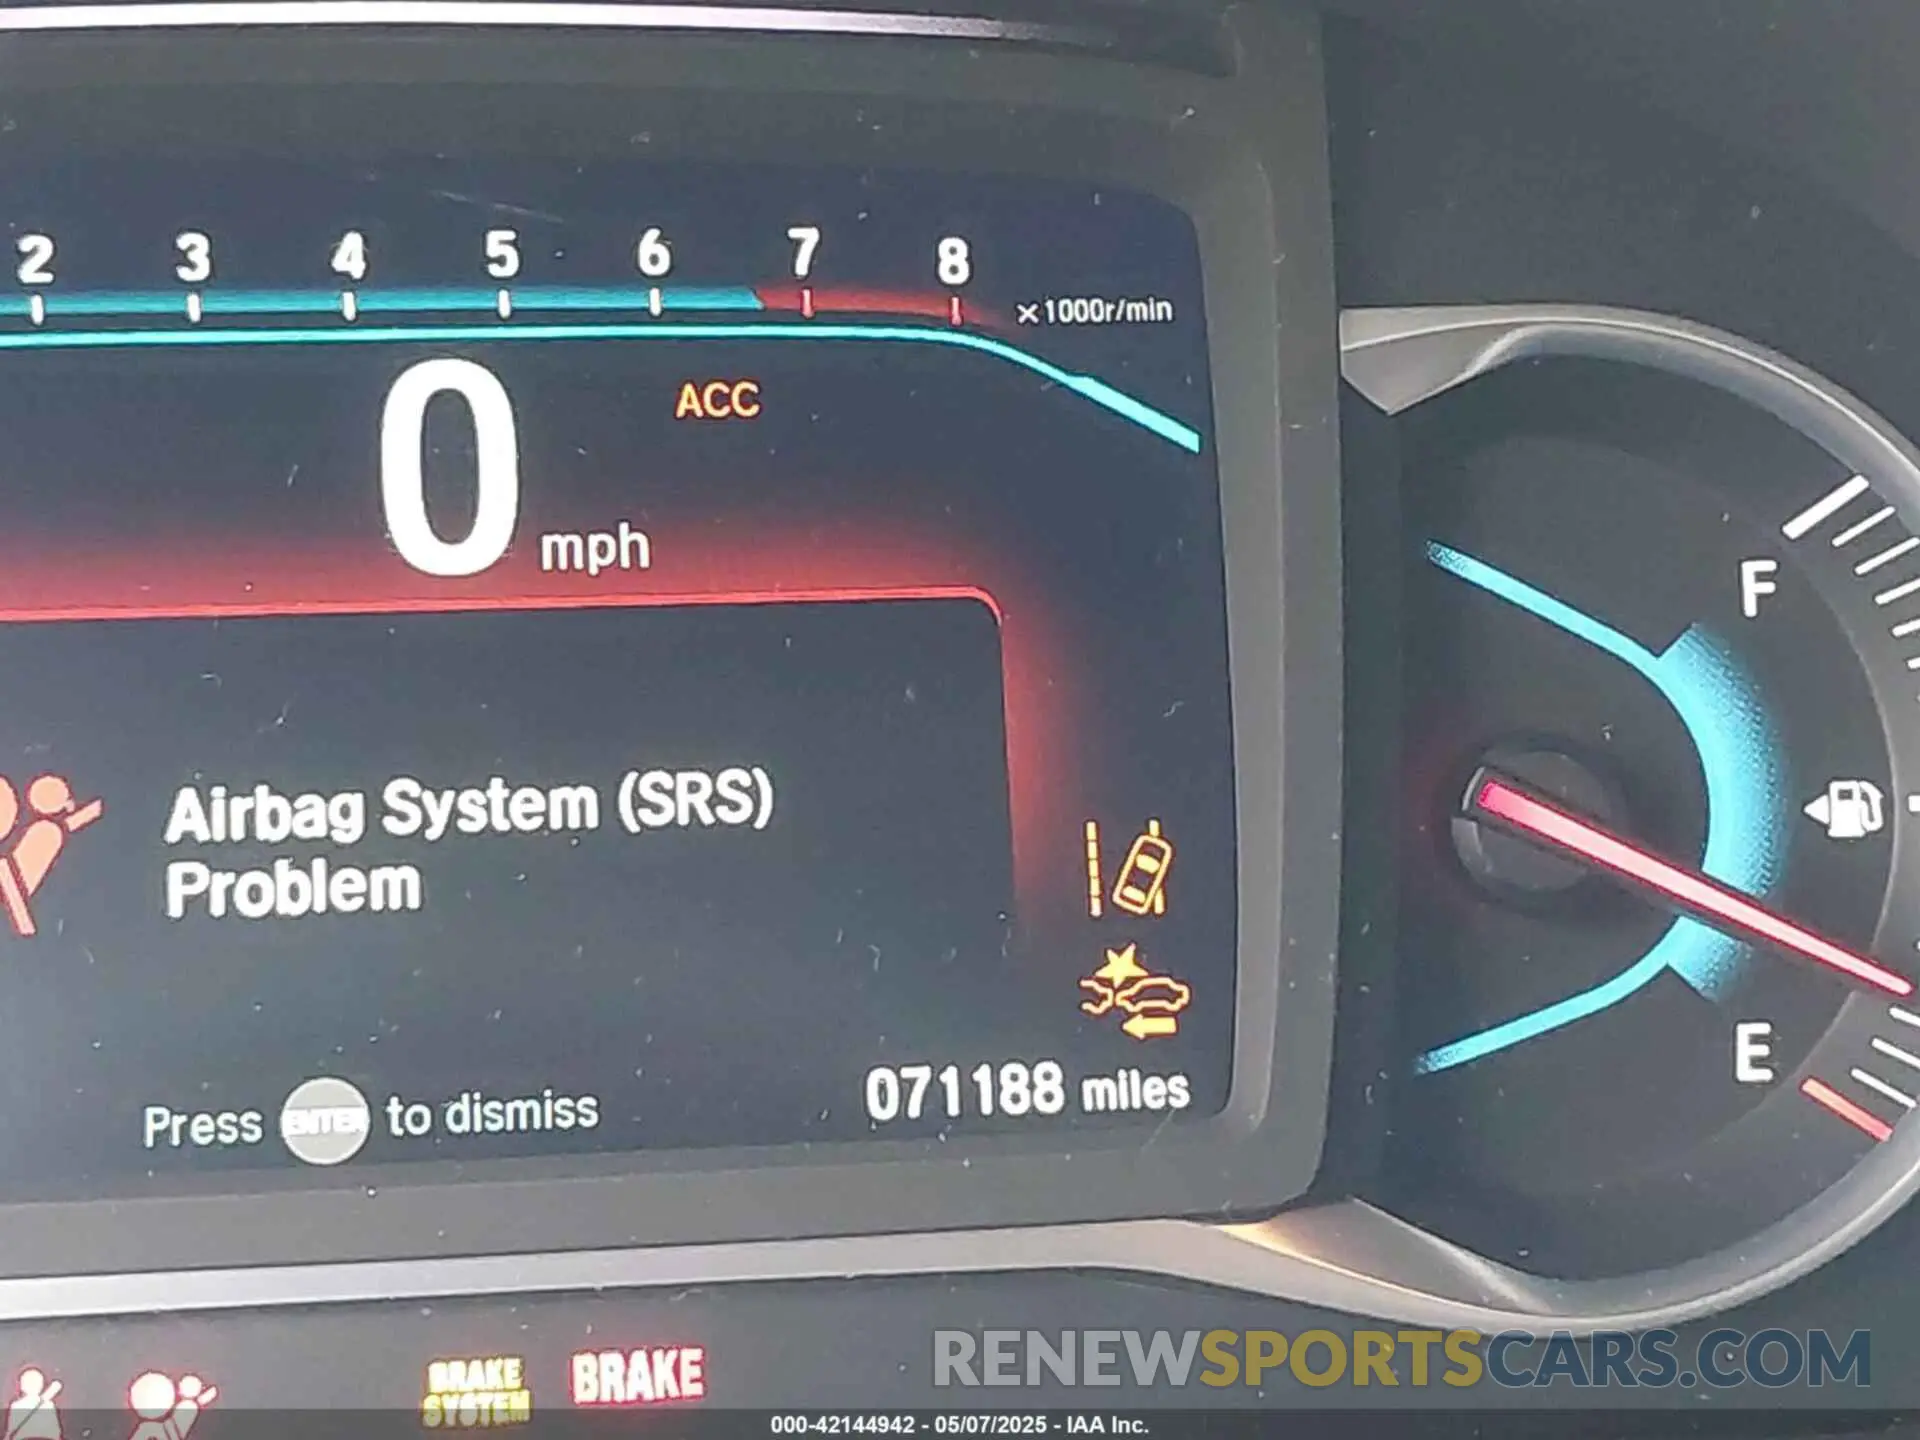 2 3 4 5 6 7 8
×1000r/min
0 mph
ACC
F
Airbag System (SRS)
Problem
E
071188 miles
Press ENTER to dismiss
BRAKE
SYSTEM
BRAKE
RENEWSPORTSCARS.COM
000-42144942 - 05/07/2025 - IAA Inc.